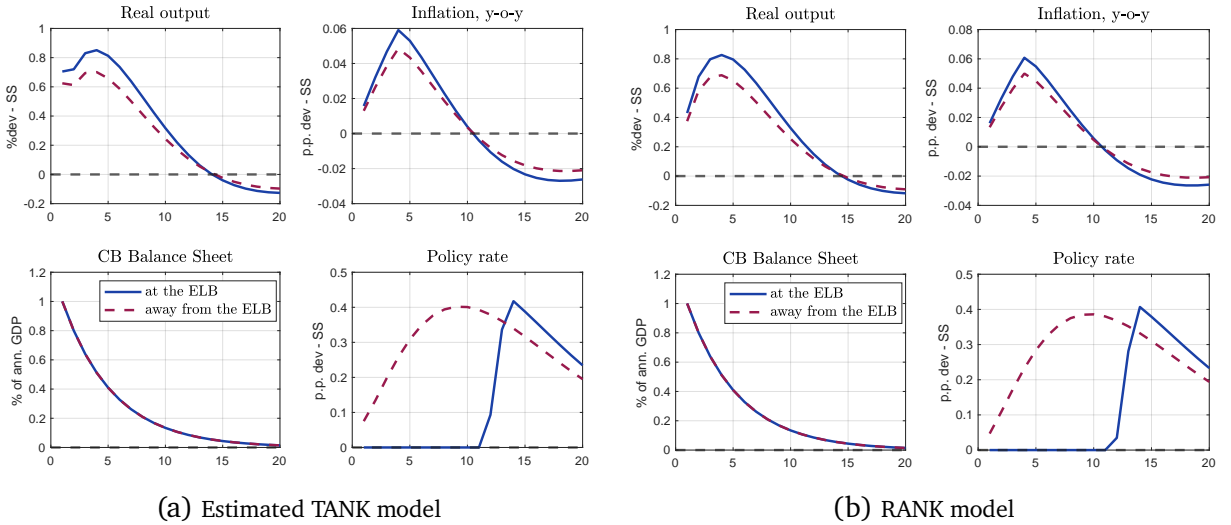 Real output
%dev - SS
1
0.8
0.6
0.4
0.2
0
-0.2
0 5 10 15 20
Inflation, y-o-y
p.p. dev - SS
0.06
0.04
0.02
0
-0.02
-0.04
0 5 10 15 20
CB Balance Sheet
% of ann. GDP
1.2
1
0.8
0.6
0.4
0.2
0
0 5 10 15 20
at the ELB
away from the ELB
Policy rate
p.p. dev - SS
0.5
0.4
0.3
0.2
0.1
0
0 5 10 15 20
(a) Estimated TANK model
Real output
%dev - SS
1
0.8
0.6
0.4
0.2
0
-0.2
0 5 10 15 20
Inflation, y-o-y
p.p. dev - SS
0.08
0.06
0.04
0.02
0
-0.02
-0.04
0 5 10 15 20
CB Balance Sheet
% of ann. GDP
1.2
1
0.8
0.6
0.4
0.2
0
0 5 10 15 20
at the ELB
away from the ELB
Policy rate
p.p. dev - SS
0.5
0.4
0.3
0.2
0.1
0
0 5 10 15 20
(b) RANK model